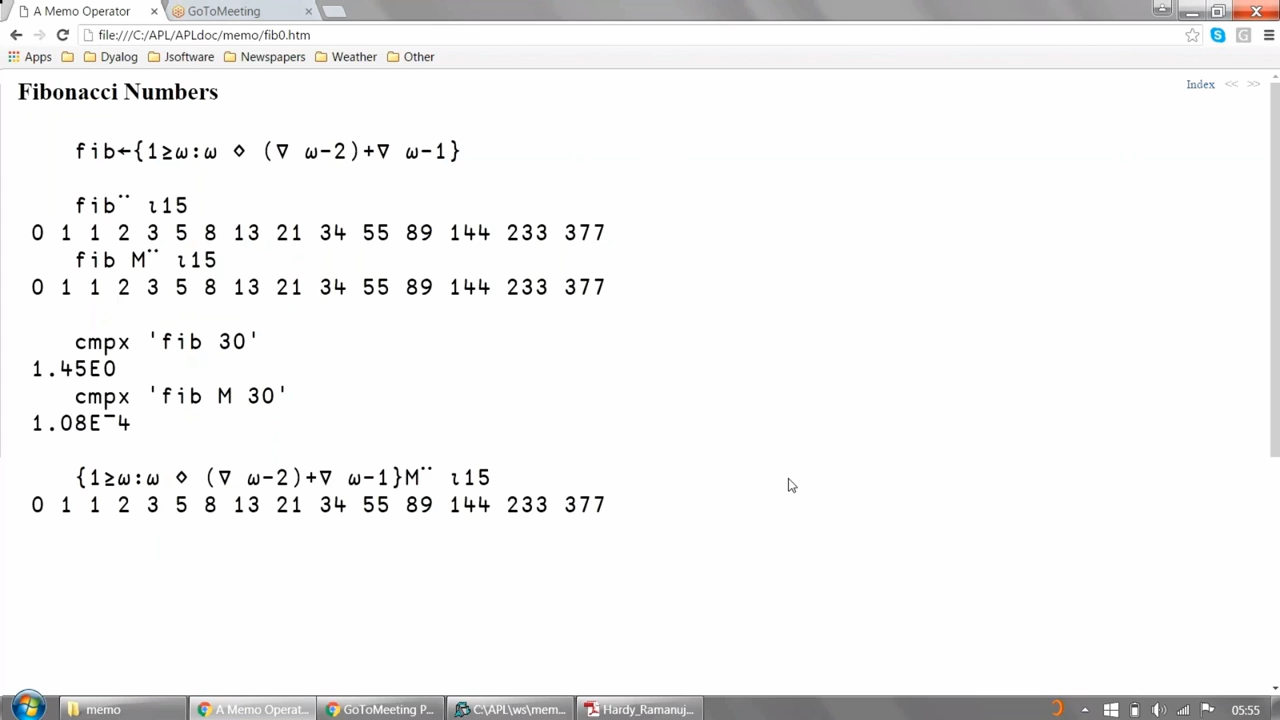 A Memo Operator
GoToMeeting
file:///C:/APL/APLdoc/memo/fib0.htm
Apps Dyalog Jsoftware Newspapers Weather Other
Index << >>
Fibonacci Numbers
fib←{1≥⍵:⍵ ⋄ (∇ ⍵-2)+∇ ⍵-1}
fib¨ ⍳15
0 1 1 2 3 5 8 13 21 34 55 89 144 233 377
fib M¨ ⍳15
0 1 1 2 3 5 8 13 21 34 55 89 144 233 377
cmpx 'fib 30'
1.45E0
cmpx 'fib M 30'
1.08E¯4
{1≥⍵:⍵ ⋄ (∇ ⍵-2)+∇ ⍵-1}M¨ ⍳15
0 1 1 2 3 5 8 13 21 34 55 89 144 233 377
memo
A Memo Operat...
GoToMeeting P...
C:\APL\ws\mem...
Hardy_Ramanuj...
05:55